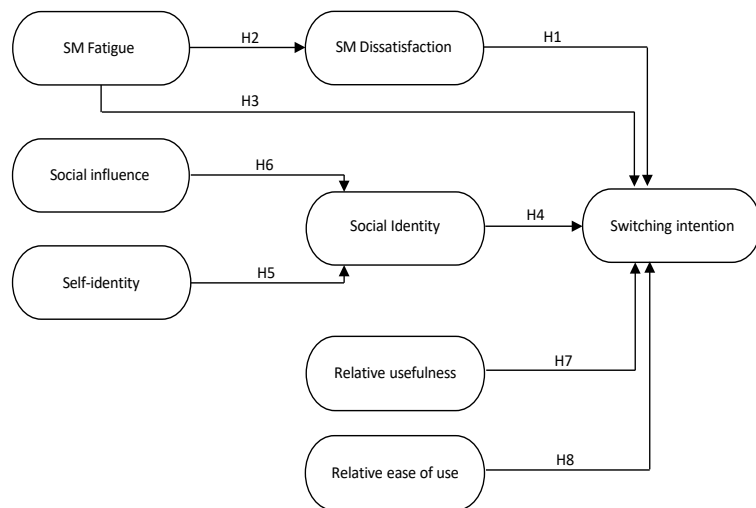 SM Fatigue
H2
SM Dissatisfaction
H1
H3
Social influence
H6
Social Identity
H4
Switching intention
Self-identity
H5
Relative usefulness
H7
Relative ease of use
H8